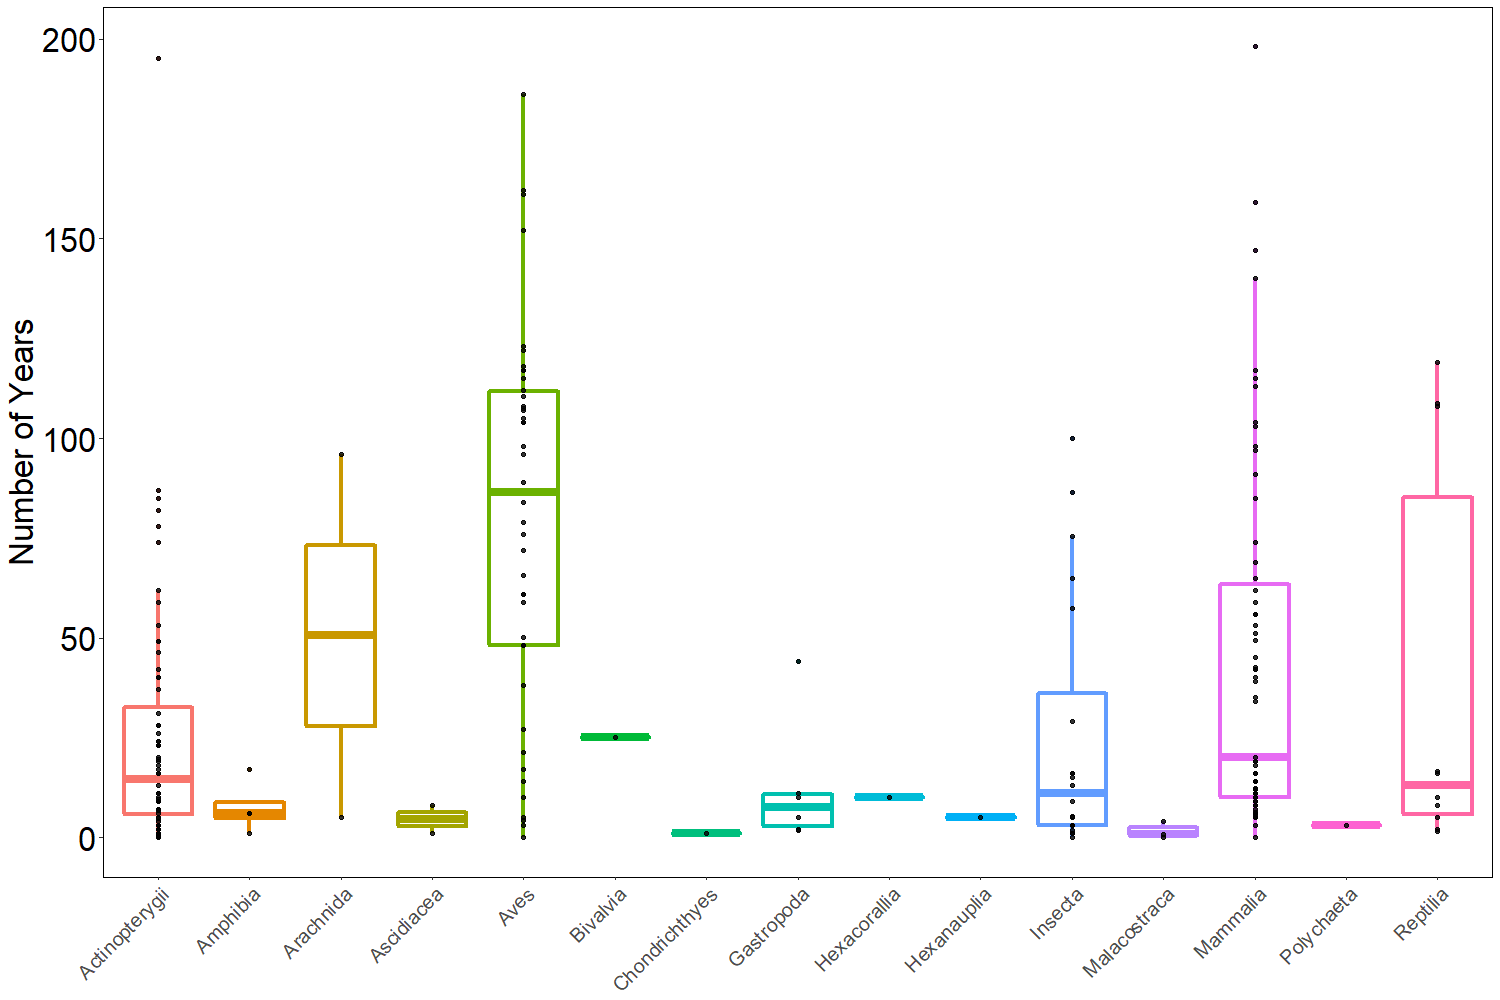 Number of Years
200
150
100
50
0
Actinopterygii
Amphibia
Arachnida
Ascidiacea
Aves
Bivalvia
Chondrichthyes
Gastropoda
Hexacorallia
Hexanauplia
Insecta
Malacostraca
Mammalia
Polychaeta
Reptilia